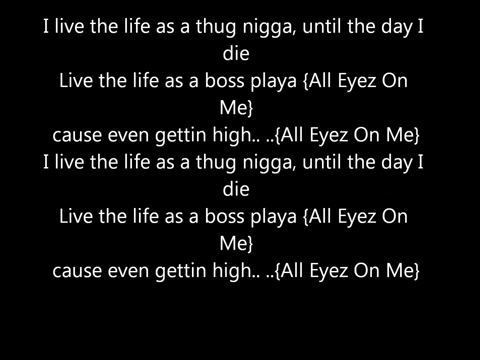 I live the life as a thug nigga, until the day I
die
Live the life as a boss playa {All Eyez On
Me}
cause even gettin high.. ..{All Eyez On Me}
I live the life as a thug nigga, until the day I
die
Live the life as a boss playa {All Eyez On
Me}
cause even gettin high.. ..{All Eyez On Me}